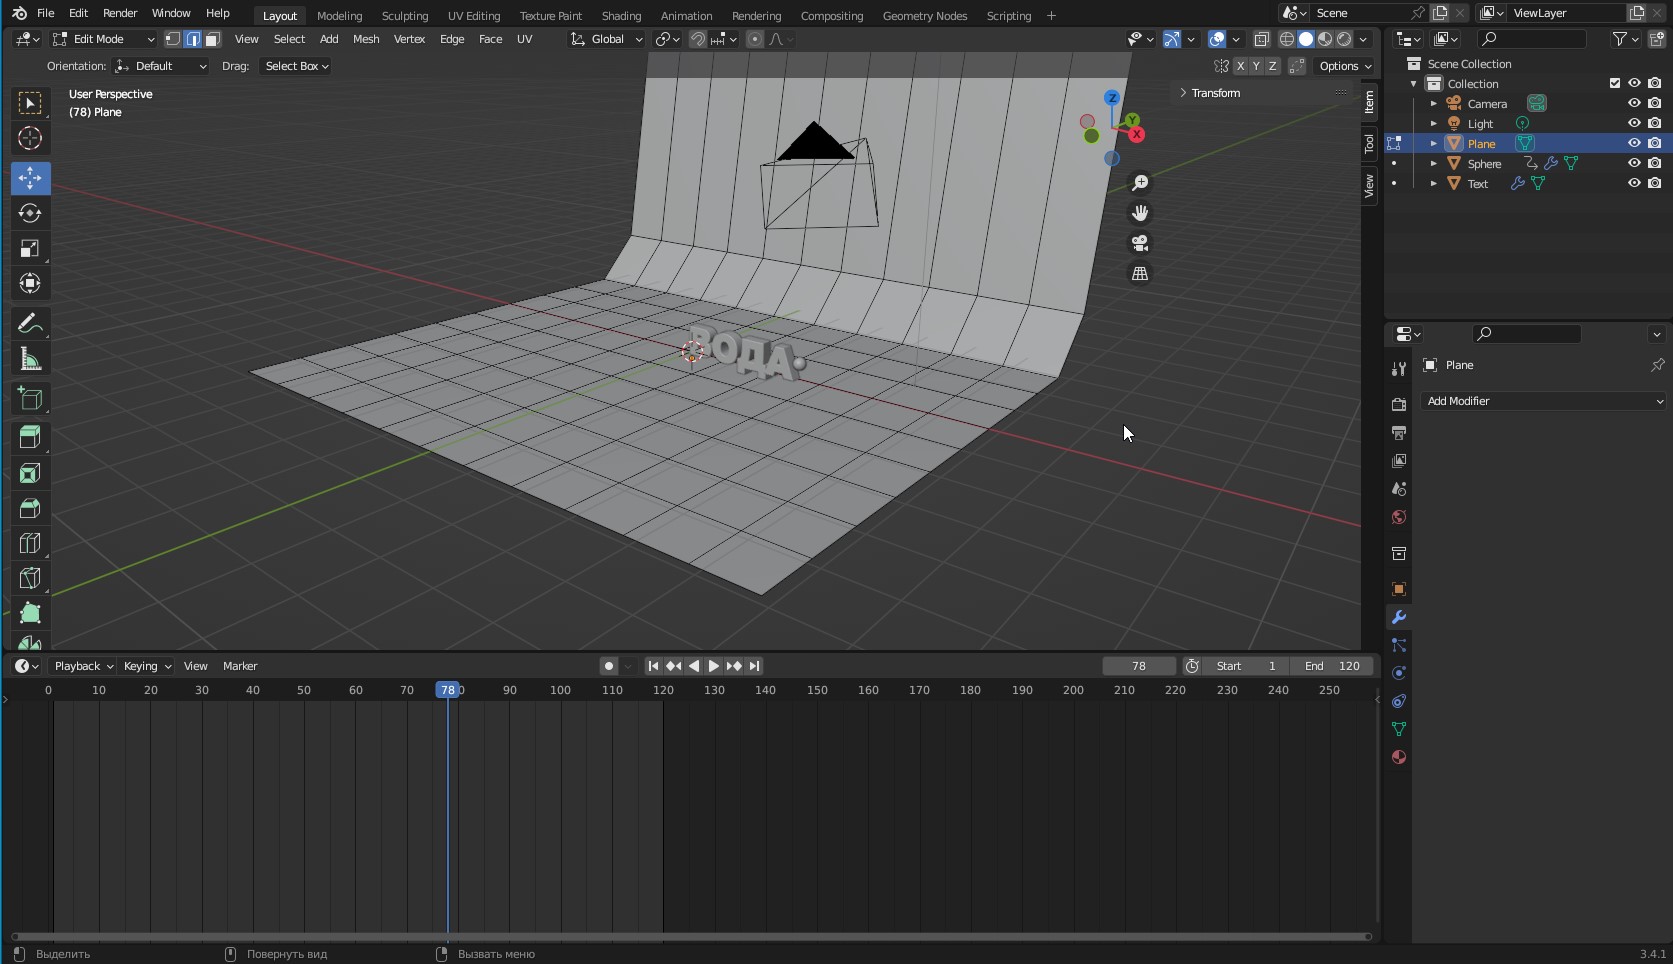 File Edit Render Window Help Layout Modeling Sculpting UV Editing Texture Paint Shading Animation Rendering Compositing Geometry Nodes Scripting + Scene ViewLayer
Edit Mode View Select Add Mesh Vertex Edge Face UV Global
Orientation: Default Drag: Select Box X Y Z Options
User Perspective
(78) Plane
Transform
Item
Tool
View
Z
Y
X
ВОДА
Scene Collection
Collection
Camera
Light
Plane
Sphere
Text
Plane
Add Modifier
Playback Keying View Marker 78 Start 1 End 120
0 10 20 30 40 50 60 70 78 0 90 100 110 120 130 140 150 160 170 180 190 200 210 220 230 240 250
Выделить Повернуть вид Вызвать меню 3.4.1